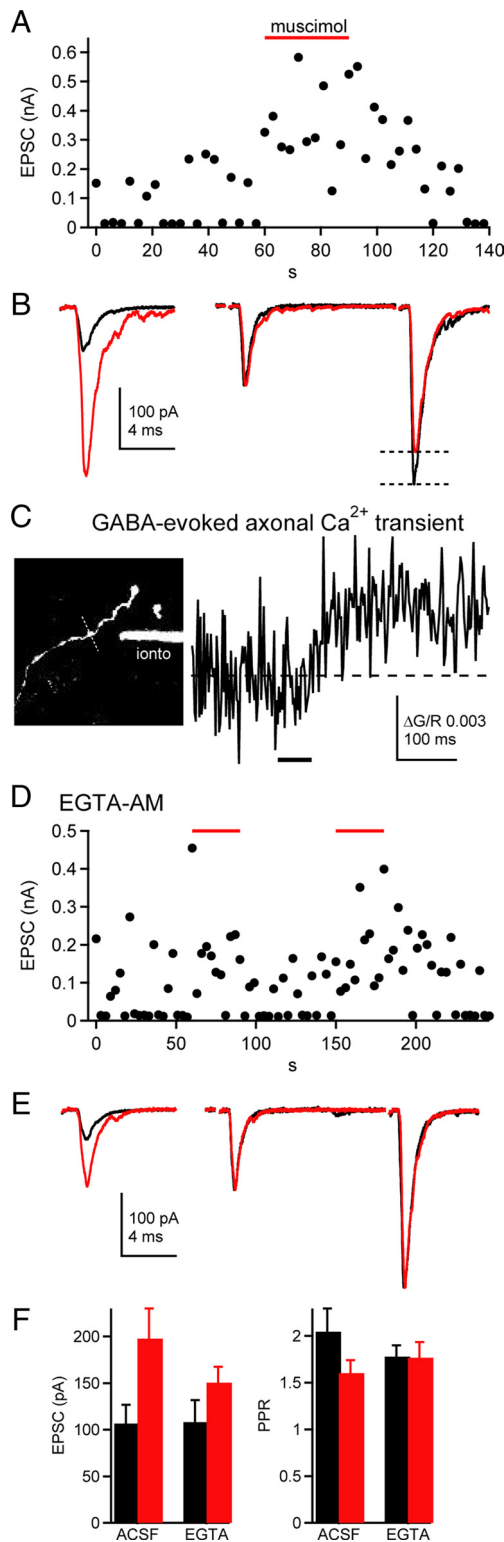 A
muscimol
0.6
0.5
0.4
0.3
0.2
0.1
0
EPSC (nA)
0 20 40 60 80 100 120 140
s
B
100 pA
4 ms
C
GABA-evoked axonal Ca²⁺ transient
ionto
ΔG/R 0.003
100 ms
D
EGTA-AM
0.5
0.4
0.3
0.2
0.1
0
EPSC (nA)
0 50 100 150 200
s
E
100 pA
4 ms
F
200
150
100
50
0
EPSC (pA)
ACSF EGTA
2
1.5
1
0.5
0
PPR
ACSF EGTA